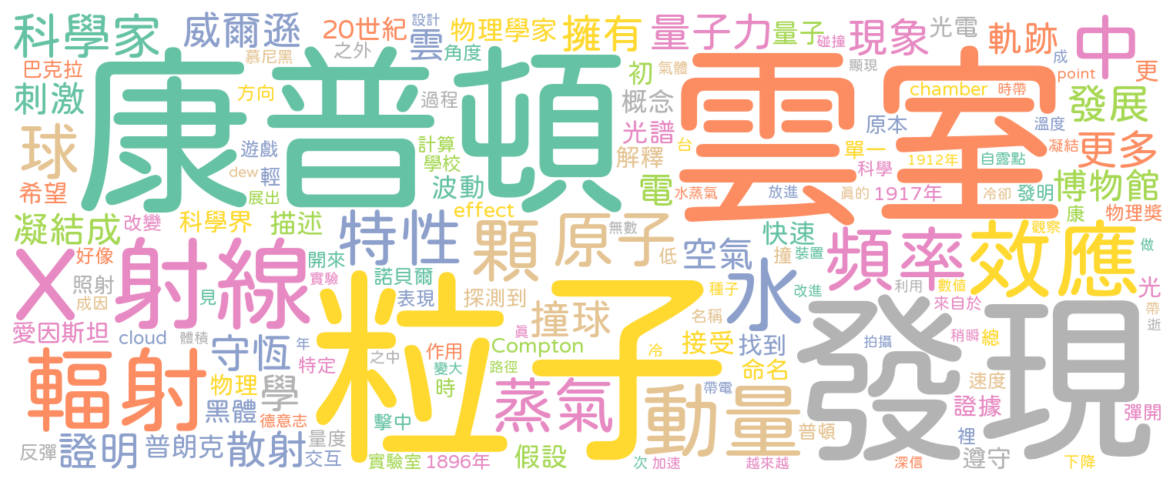 科學家
威爾遜
20世紀
雲
設計
物理學家
擁有
量子力
量子
碰撞
現象
光電
軌跡
中
巴克拉
慕尼黑
之外
角度
初
氣體
顯現
成
point
更
刺激
方向
康普頓
過程
概念
雲室
chamber
時帶
發展
球
遊戲
計算
光譜
原本
溫度
學校
解釋
台
單一
1912年
自露點
凝結
更多
希望
dew
輕
展出
波動
電
水蒸氣
放進
科學
真的
1917年
冷卻
發明
博物館
凝結成
改變
科學界
描述
特性
effect
顆
原子
無數
快速
康
物理獎
觀察
做
X
好像
射線
開來
諾貝爾
低
空氣
撞
裝置
頻率
效應
照射
成因
見
實驗
表現
探測到
種子
水
改進
利用
數值
來自於
光
愛因斯坦
cloud
體積
守恆
年
真
粒子
撞球
名稱
發現
稍瞬
總
帶
逝
輻射
物理
特定
之中
作用
變大
Compton
路徑
冷
接受
找到
拍攝
黑體
學
時
蒸氣
動量
帶電
命名
速度
德意志
擊中
證據
彈開
反彈
證明
普朗克
散射
量度
交互
普頓
裡
遵守
實驗室
1896年
假設
次
加速
越來越
深信
下降